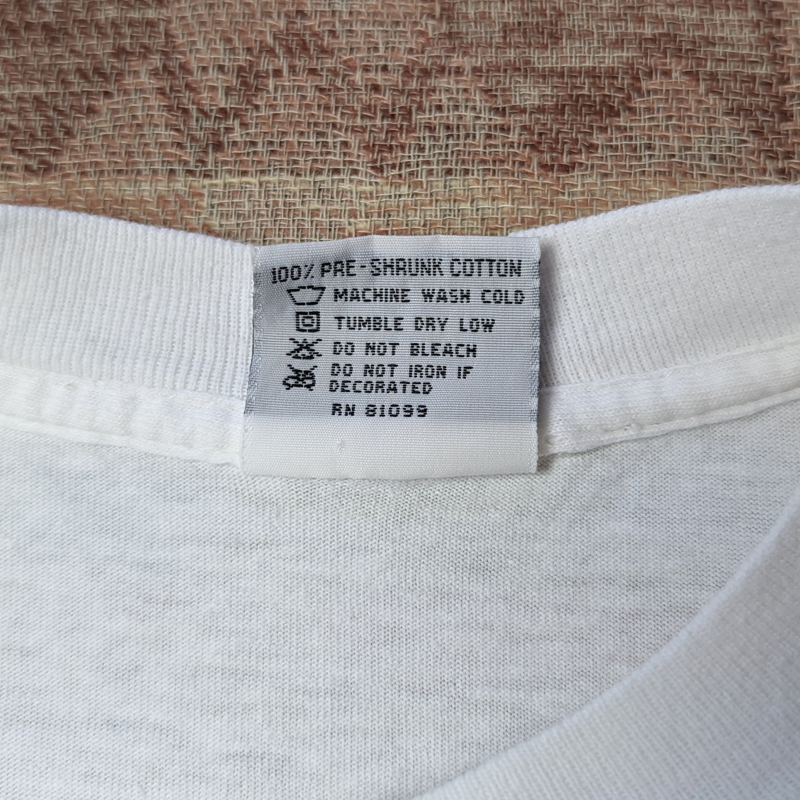 100% PRE-SHRUNK COTTON
MACHINE WASH COLD
TUMBLE DRY LOW
DO NOT BLEACH
DO NOT IRON IF
DECORATED
RN 81099